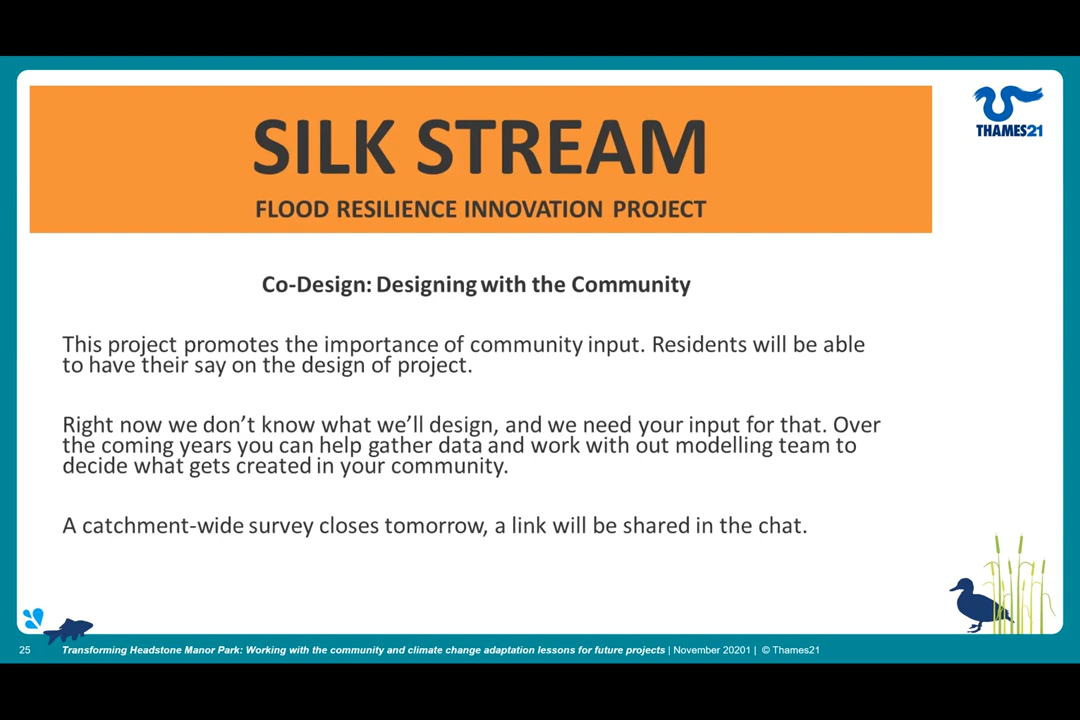 SILK STREAM
FLOOD RESILIENCE INNOVATION PROJECT
THAMES21
Co-Design: Designing with the Community
This project promotes the importance of community input. Residents will be able
to have their say on the design of project.
Right now we don't know what we'll design, and we need your input for that. Over
the coming years you can help gather data and work with out modelling team to
decide what gets created in your community.
A catchment-wide survey closes tomorrow, a link will be shared in the chat.
25 Transforming Headstone Manor Park: Working with the community and climate change adaptation lessons for future projects | November 20201 | © Thames21